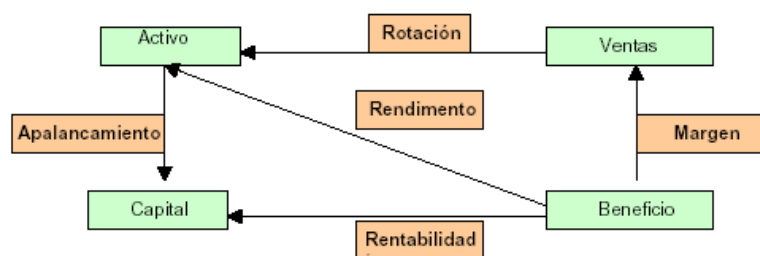 Rotación
Activo
Ventas
Rendimento
Apalancamiento
Margen
Capital
Beneficio
Rentabilidad